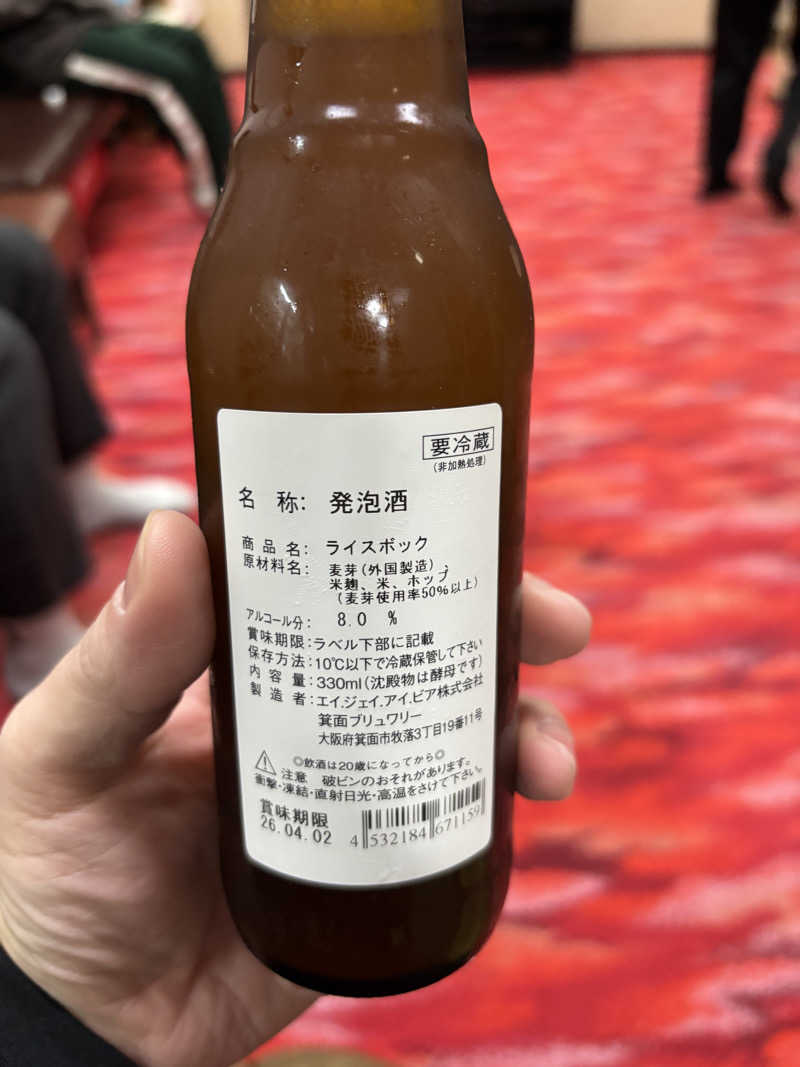 要冷蔵
(非加熱処理)
名 称: 発泡酒
商 品 名: ライスボック
原材料名: 麦芽(外国製造)、
米麹、米、ホップ
(麦芽使用率50%以上)
アルコール分: 8.0 %
賞味期限:ラベル下部に記載
保存方法:10℃以下で冷蔵保管して下さい
内 容 量:330ml(沈殿物は酵母です)
製 造 者:エイ.ジェイ.アイ.ビア株式会社
箕面ブリュワリー
大阪府箕面市牧落3丁目19番11号
◎飲酒は20歳になってから◎
注意 破ビンのおそれがあります。
衝撃・凍結・直射日光・高温をさけて下さい。
賞味期限
26.04.02
4 532184 671159